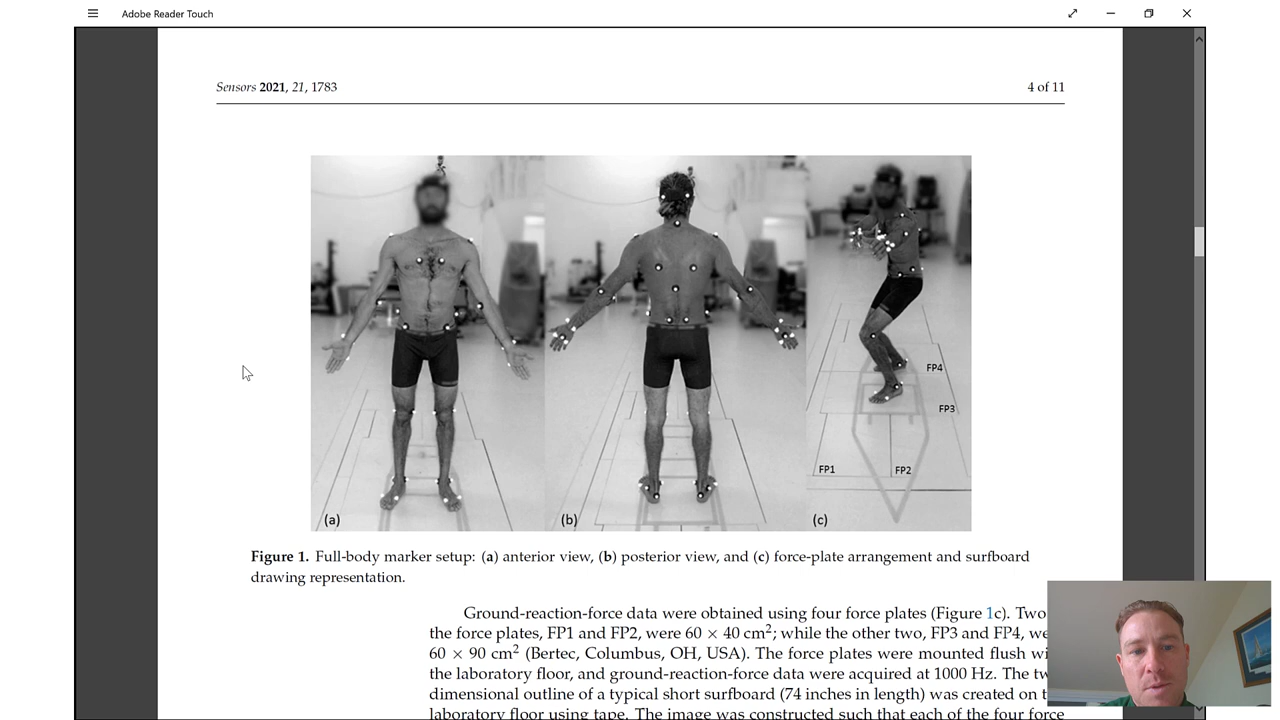 Adobe Reader Touch
Sensors 2021, 21, 1783
4 of 11
FP4
FP3
FP1
FP2
(a)
(b)
(c)
Figure 1. Full-body marker setup: (a) anterior view, (b) posterior view, and (c) force-plate arrangement and surfboard
drawing representation.
Ground-reaction-force data were obtained using four force plates (Figure 1c). Two
the force plates, FP1 and FP2, were 60 × 40 cm²; while the other two, FP3 and FP4, we
60 × 90 cm² (Bertec, Columbus, OH, USA). The force plates were mounted flush wi
the laboratory floor, and ground-reaction-force data were acquired at 1000 Hz. The tw
dimensional outline of a typical short surfboard (74 inches in length) was created on t
laboratory floor using tape. The image was constructed such that each of the four force